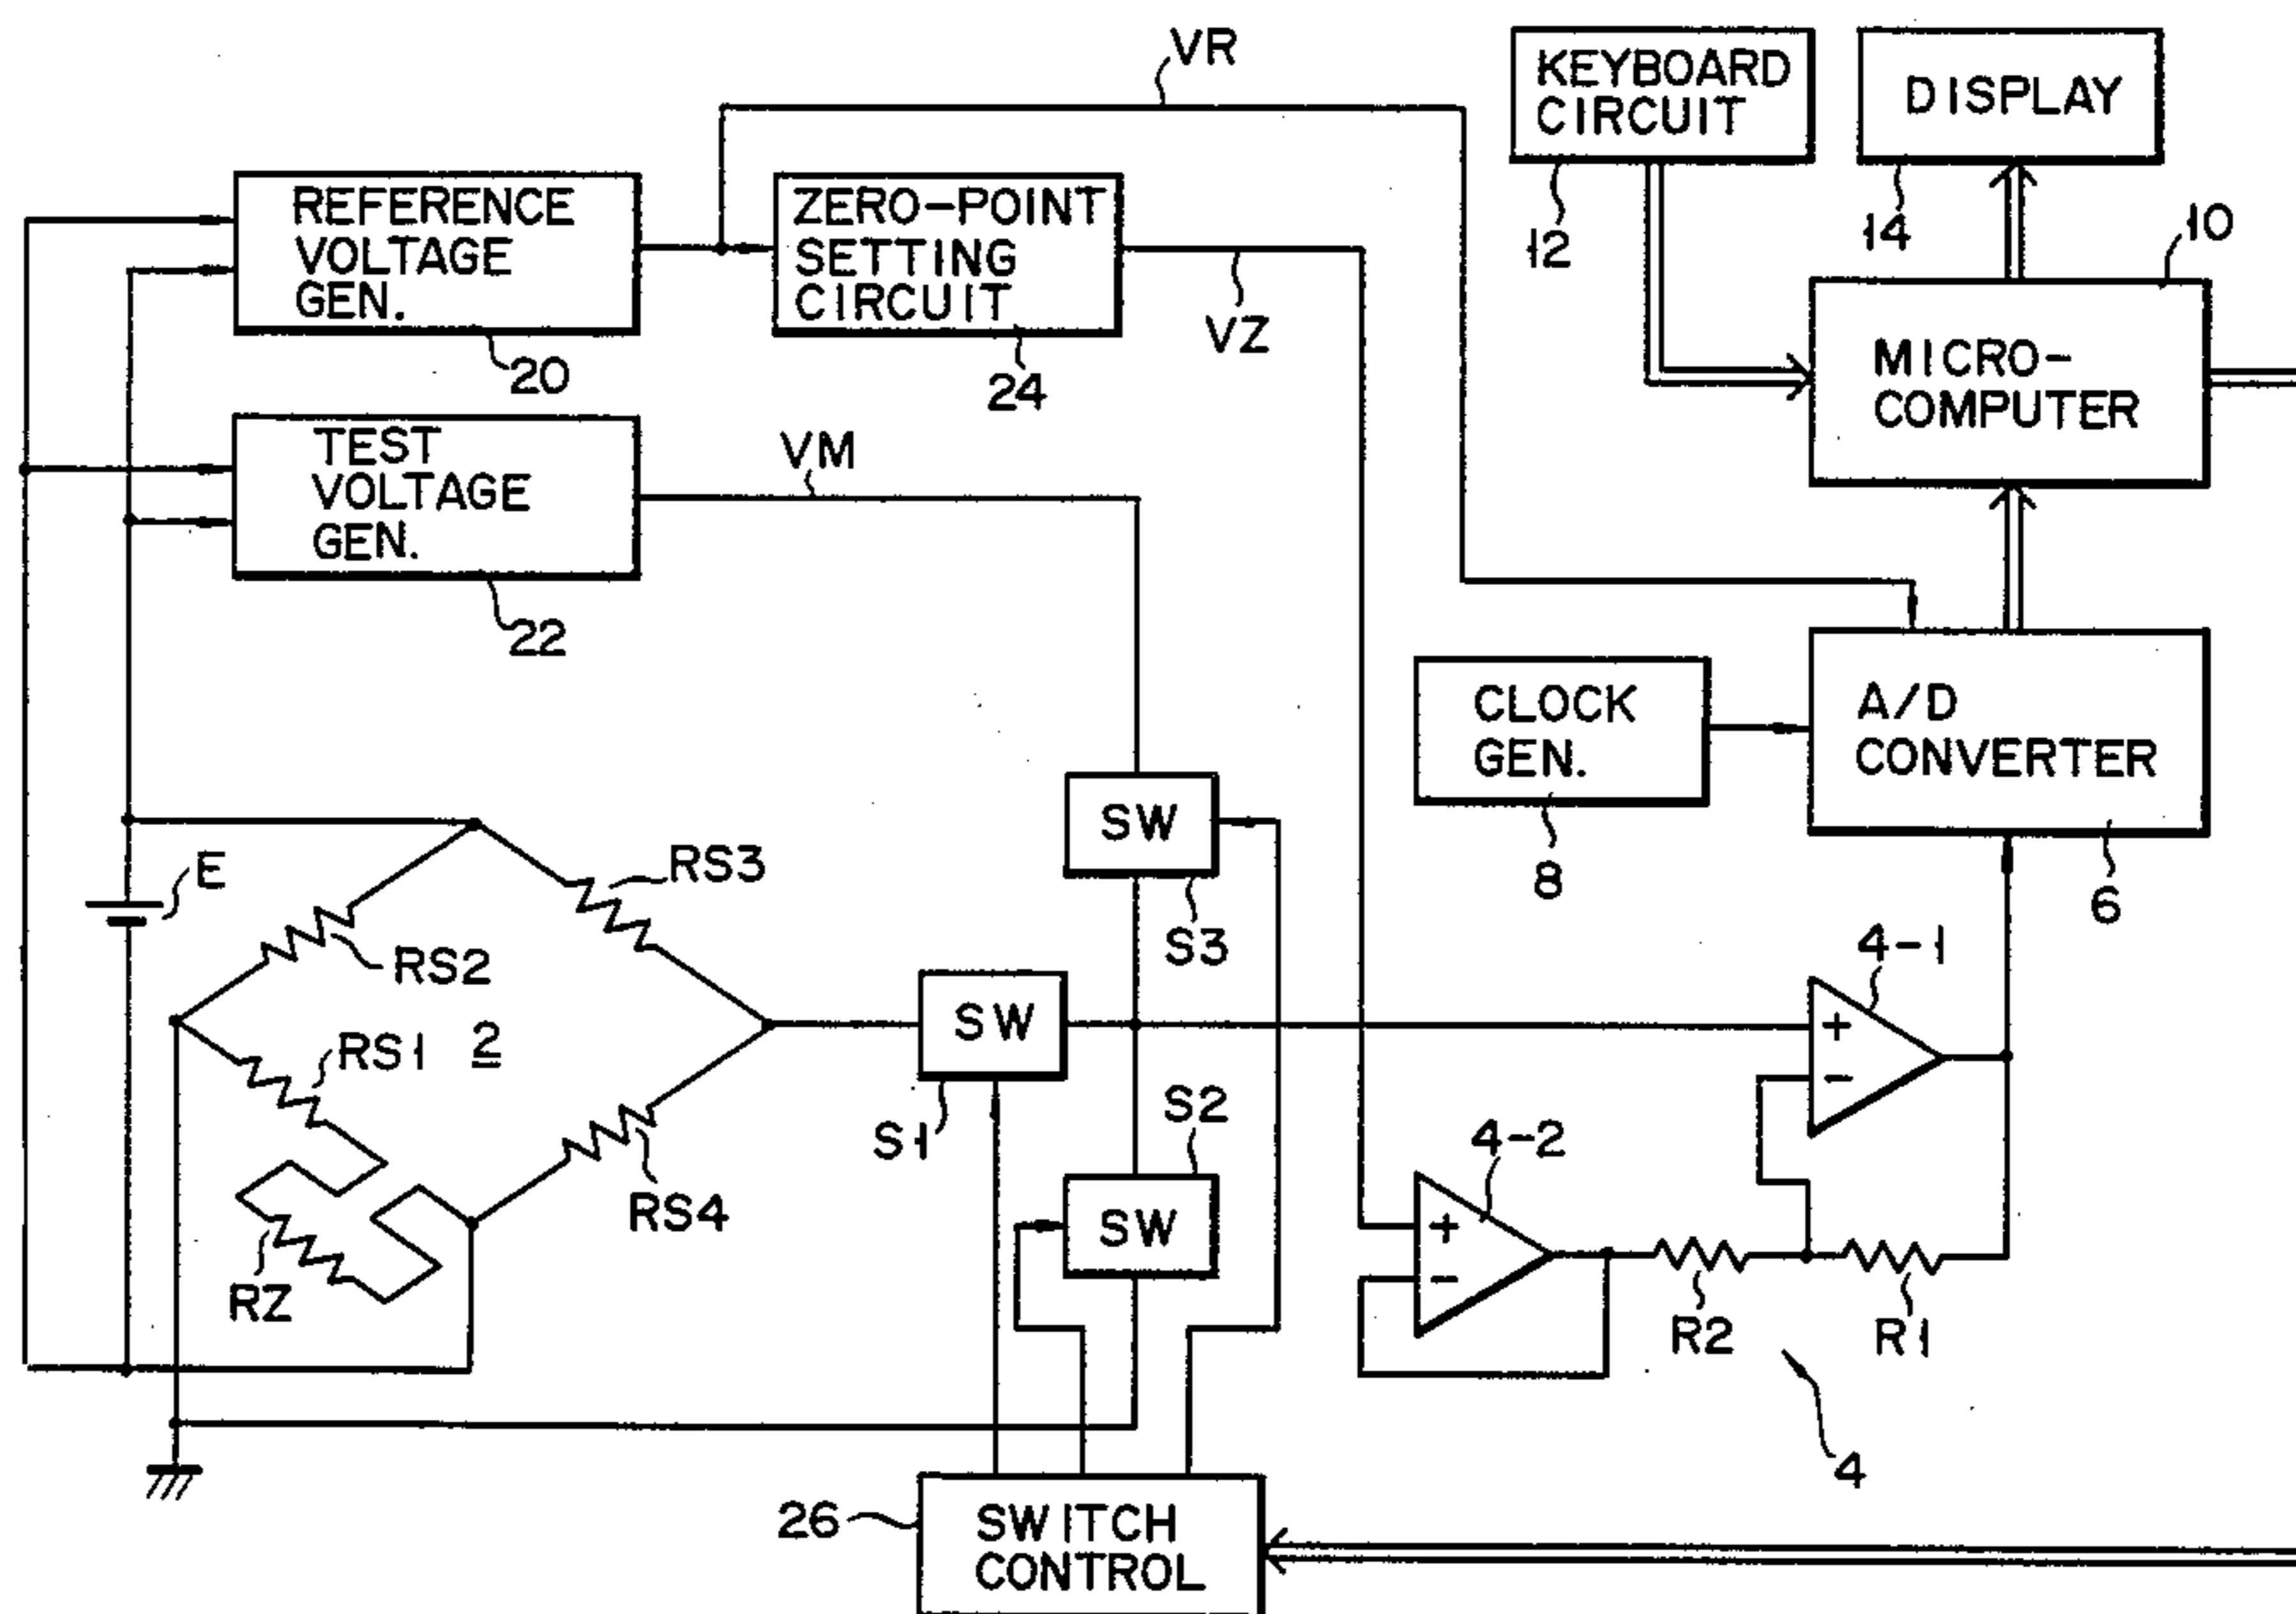 VR
KEYBOARD
CIRCUIT
DISPLAY
12
14
10
REFERENCE
VOLTAGE
GEN.
20
ZERO-POINT
SETTING
CIRCUIT
24
VZ
MICRO-
COMPUTER
TEST
VOLTAGE
GEN.
22
VM
CLOCK
GEN.
8
A/D
CONVERTER
6
SW
S3
E
RS3
RS2
RS1
2
RS4
RZ
SW
S1
S2
SW
4-1
+
-
4-2
+
-
R2
R1
4
26
SWITCH
CONTROL